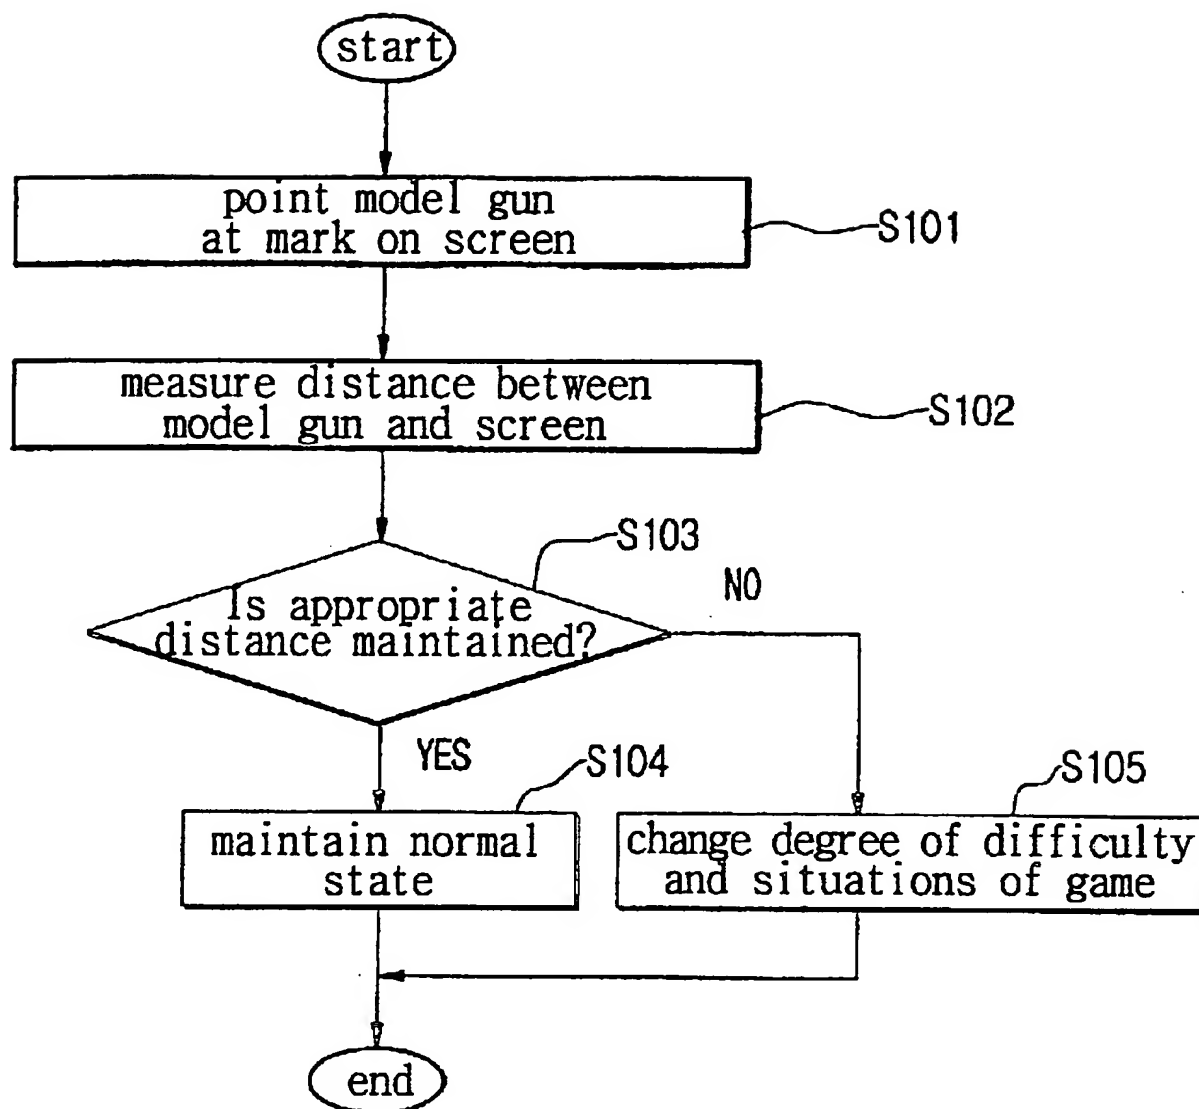 start
point model gun
at mark on screen
S101
measure distance between
model gun and screen
S102
S103
Is appropriate
distance maintained?
NO
YES
S104
maintain normal
state
S105
change degree of difficulty
and situations of game
end